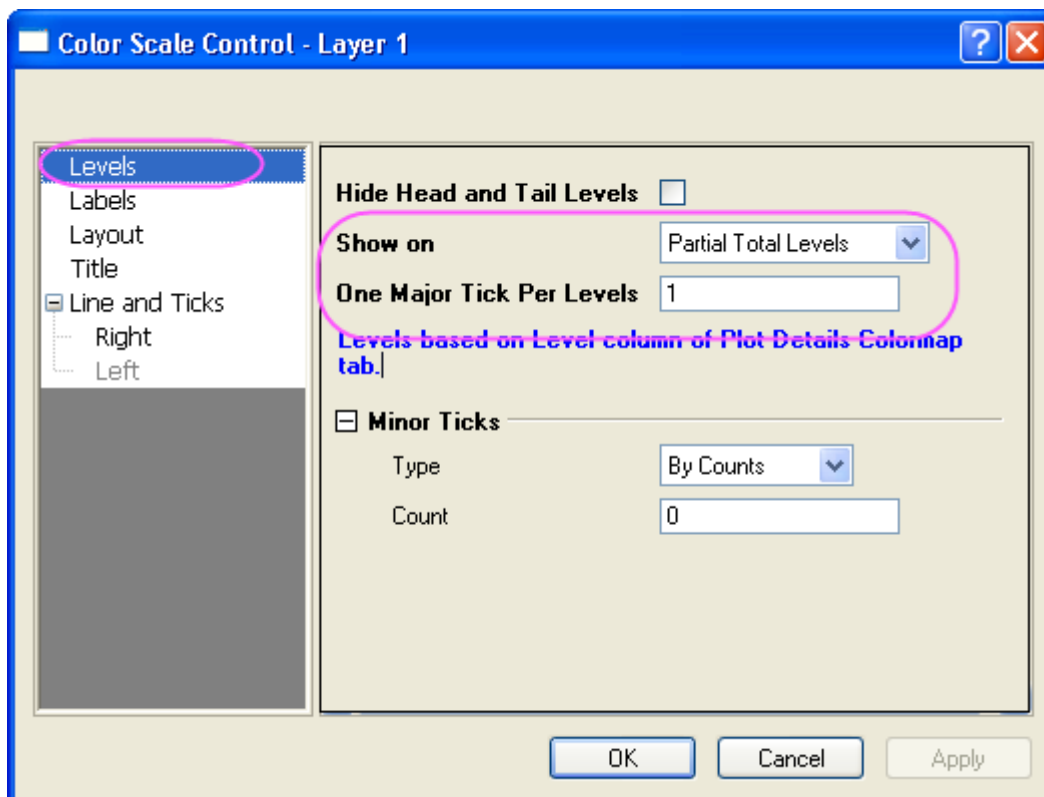 Color Scale Control - Layer 1
Levels
Labels
Layout
Title
Line and Ticks
Right
Left
Hide Head and Tail Levels
Show on Partial Total Levels
One Major Tick Per Levels 1
Levels based on Level column of Plot Details Colormap
tab.
Minor Ticks
Type By Counts
Count 0
OK Cancel Apply